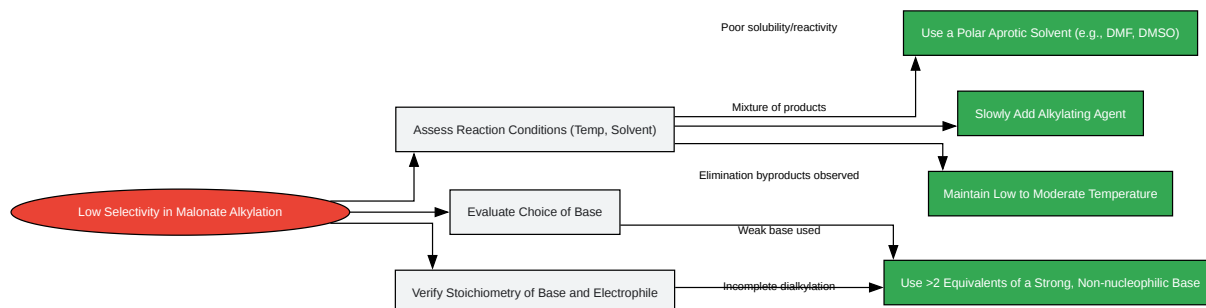 Poor solubility/reactivity
Use a Polar Aprotic Solvent (e.g., DMF, DMSO)
Mixture of products
Slowly Add Alkylating Agent
Assess Reaction Conditions (Temp, Solvent)
Elimination byproducts observed
Maintain Low to Moderate Temperature
Low Selectivity in Malonate Alkylation
Evaluate Choice of Base
Weak base used
Use >2 Equivalents of a Strong, Non-nucleophilic Base
Verify Stoichiometry of Base and Electrophile
Incomplete dialkylation